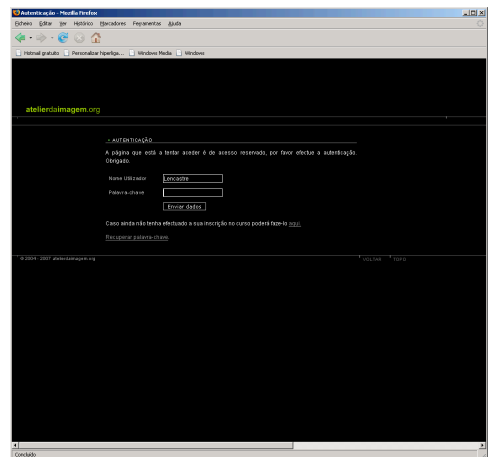 Autenticação - Mozilla Firefox
Ficheiro Editar Ver Histórico Marcadores Ferramentas Ajuda
Hotmail gratuito Personalizar hiperliga... Windows Media Windows
atelierdaimagem.org
AUTENTICAÇÃO
A página que está a tentar aceder é de acesso reservado, por favor efectue a autenticação.
Obrigado
Nome Utilizador Lencastre
Palavra-chave
Enviar dados
Caso ainda não tenha efectuado a sua inscrição no curso poderá faze-lo aqui.
Recuperar palavra-chave.
© 2004 - 2007 atelierdaimagem.org VOLTAR TOPO
Concluído